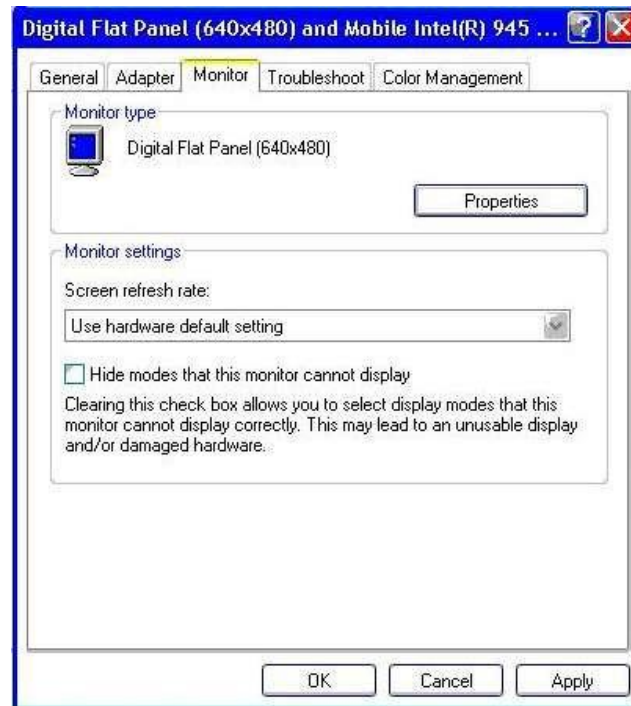 Digital Flat Panel (640x480) and Mobile Intel(R) 945 ...
General Adapter Monitor Troubleshoot Color Management
Monitor type
Digital Flat Panel (640x480)
Properties
Monitor settings
Screen refresh rate:
Use hardware default setting
Hide modes that this monitor cannot display
Clearing this check box allows you to select display modes that this
monitor cannot display correctly. This may lead to an unusable display
and/or damaged hardware.
OK Cancel Apply